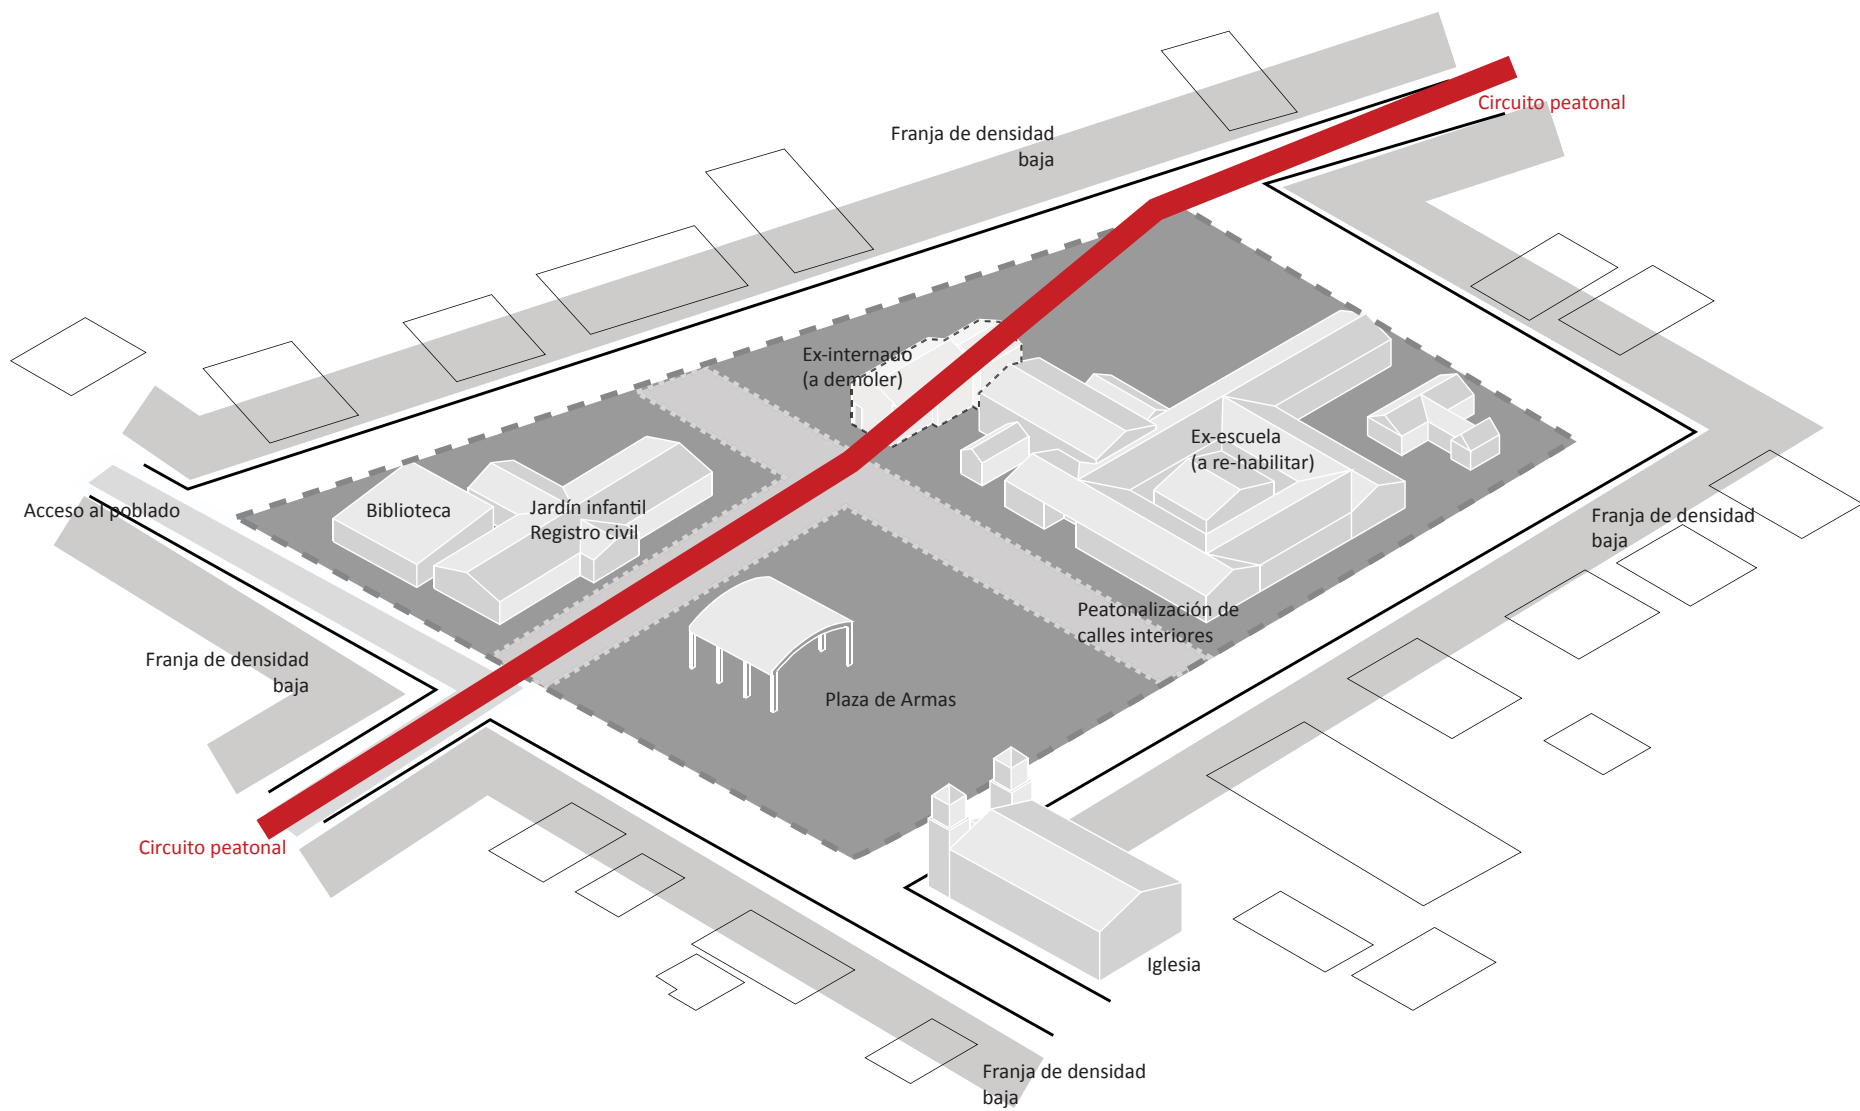 Circuito peatonal
Franja de densidad
baja
Ex-internado
(a demoler)
Ex-escuela
(a re-habilitar)
Biblioteca
Jardín infantil
Registro civil
Acceso al poblado
Franja de densidad
baja
Peatonalización de
calles interiores
Franja de densidad
baja
Plaza de Armas
Circuito peatonal
Iglesia
Franja de densidad
baja